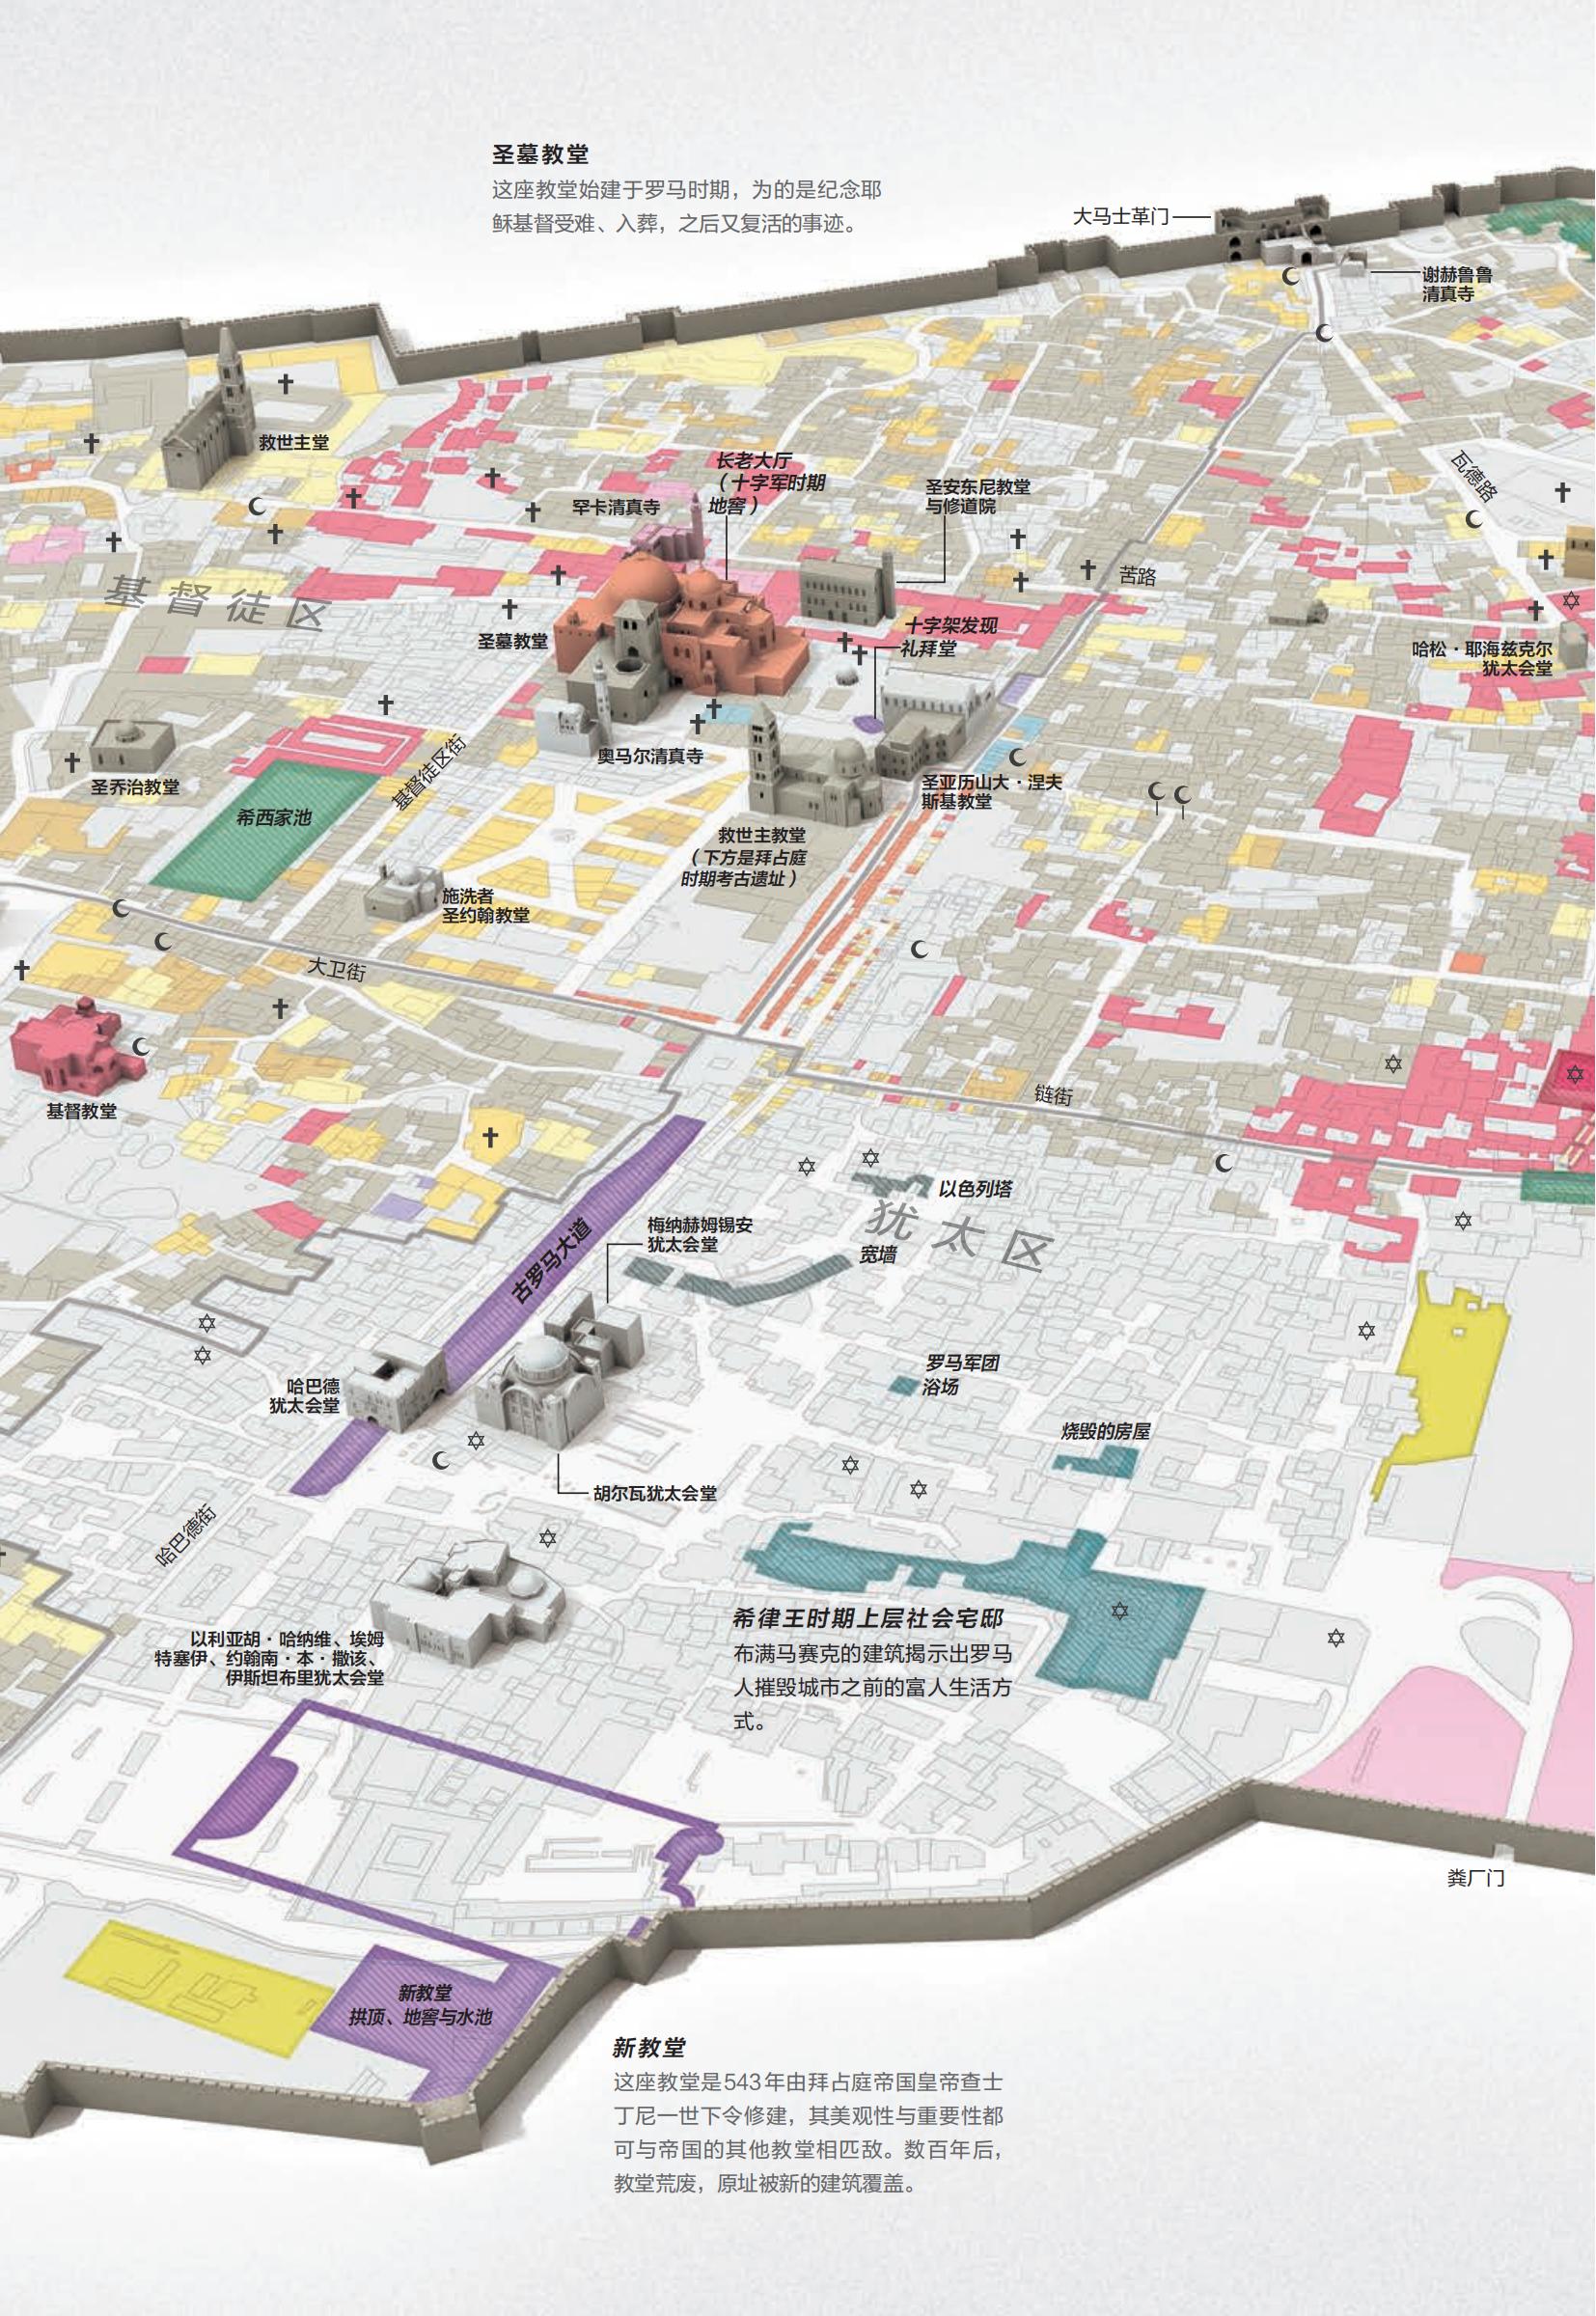 圣墓教堂
这座教堂始建于罗马时期，为的是纪念耶
稣基督受难、入葬，之后又复活的事迹。
大马士革门
谢赫鲁鲁
清真寺
救世主堂
长老大厅
（十字军时期
地窖）
罕卡清真寺
圣安东尼教堂
与修道院
瓦德路
基督徒区
苦路
圣墓教堂
十字架发现
礼拜堂
哈松·耶海兹克尔
犹太会堂
圣乔治教堂
基督徒区街
奥马尔清真寺
圣亚历山大·涅夫
斯基教堂
希西家池
救世主教堂
（下方是拜占庭
时期考古遗址）
施洗者
圣约翰教堂
大卫街
基督教堂
链街
以色列塔
犹太区
古罗马大道
梅纳赫姆锡安
犹太会堂
宽墙
哈巴德
犹太会堂
罗马军团
浴场
烧毁的房屋
胡尔瓦犹太会堂
哈巴德街
希律王时期上层社会宅邸
布满马赛克的建筑揭示出罗马
人摧毁城市之前的富人生活方
式。
以利亚胡·哈纳维、埃姆
特塞伊、约翰南·本·撒该、
伊斯坦布里犹太会堂
粪厂门
新教堂
拱顶、地窖与水池
新教堂
这座教堂是543年由拜占庭帝国皇帝查士
丁尼一世下令修建，其美观性与重要性都
可与帝国的其他教堂相匹敌。数百年后，
教堂荒废，原址被新的建筑覆盖。